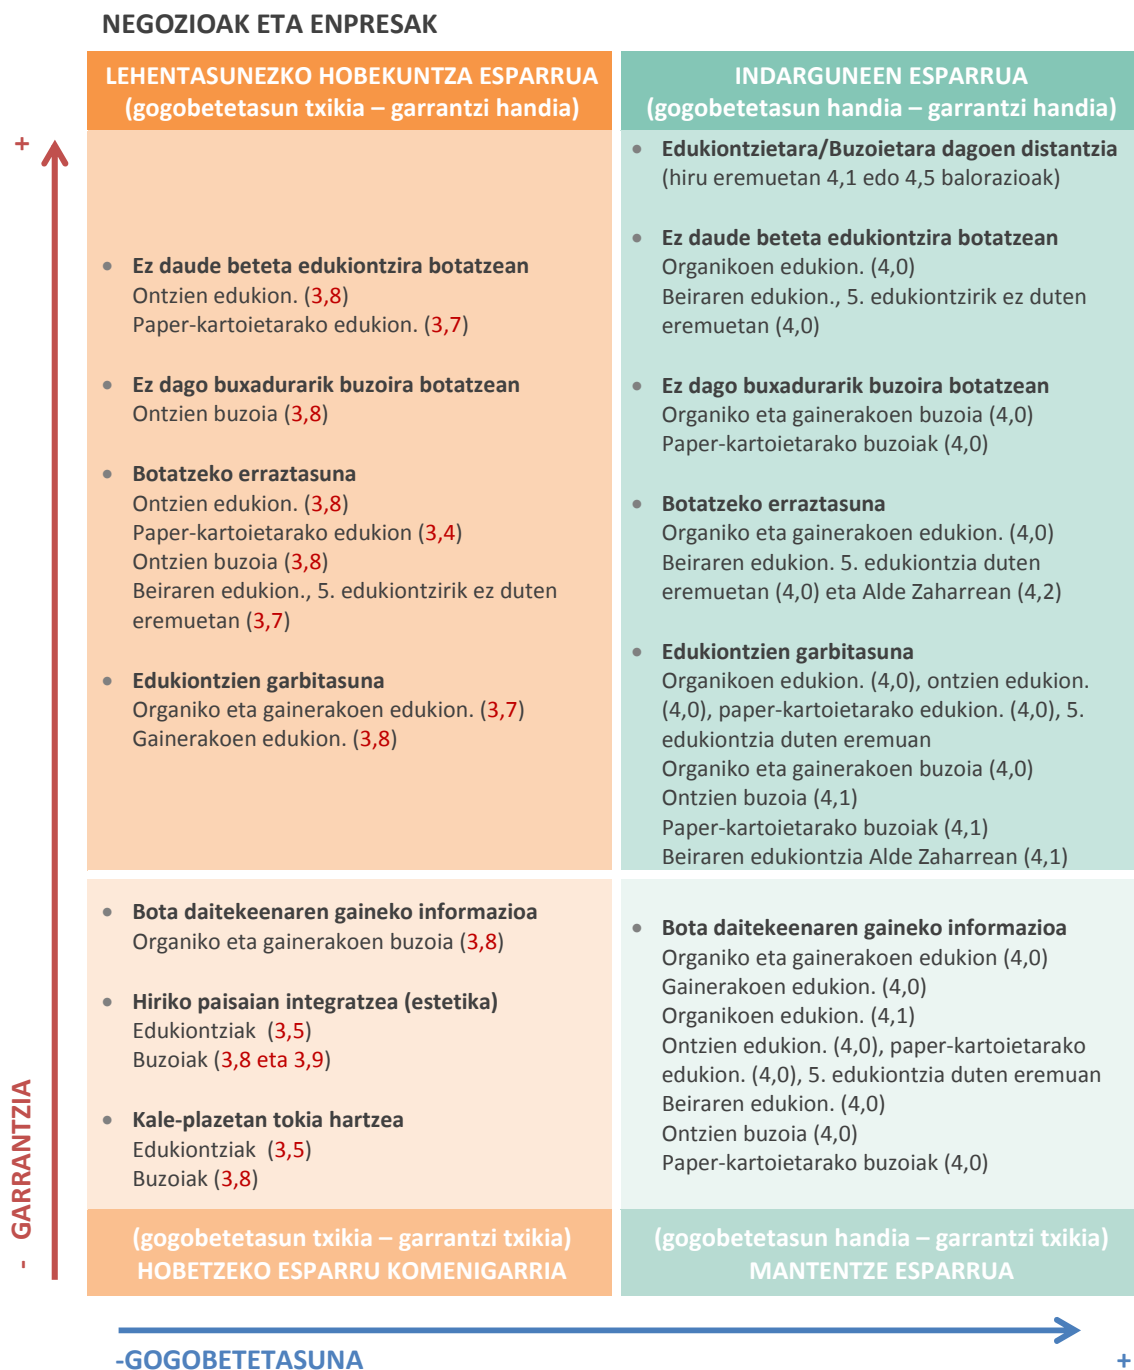 NEGOZIOAK ETA ENPRESAK
LEHENTASUNEZKO HOBEKUNTZA ESPARRUA
(gogobetetasun txikia – garrantzi handia)
+
Ez daude beteta edukiontzira botatzean
Ontzien edukion. (3,8)
Paper-kartoietarako edukion. (3,7)
Ez dago buxadurarik buzoira botatzean
Ontzien buzoia (3,8)
Botatzeko erraztasuna
Ontzien edukion. (3,8)
Paper-kartoietarako edukion (3,4)
Ontzien buzoia (3,8)
Beiraren edukion., 5. edukiontzirik ez duten
eremuetan (3,7)
Edukiontzien garbitasuna
Organiko eta gainerakoen edukion. (3,7)
Gainerakoen edukion. (3,8)
INDARGUNEEN ESPARRUA
(gogobetetasun handia – garrantzi handia)
Edukiontzietara/Buzoietara dagoen distantzia
(hiru eremuetan 4,1 edo 4,5 balorazioak)
Ez daude beteta edukiontzira botatzean
Organikoen edukion. (4,0)
Beiraren edukion., 5. edukiontzirik ez duten
eremuetan (4,0)
Ez dago buxadurarik buzoira botatzean
Organiko eta gainerakoen buzoia (4,0)
Paper-kartoietarako buzoiak (4,0)
Botatzeko erraztasuna
Organiko eta gainerakoen edukion. (4,0)
Beiraren edukion. 5. edukiontzia duten
eremuetan (4,0) eta Alde Zaharrean (4,2)
Edukiontzien garbitasuna
Organikoen edukion. (4,0), ontzien edukion.
(4,0), paper-kartoietarako edukion. (4,0), 5.
edukiontzia duten eremuan
Organiko eta gainerakoen buzoia (4,0)
Ontzien buzoia (4,1)
Paper-kartoietarako buzoiak (4,1)
Beiraren edukiontzia Alde Zaharrean (4,1)
Bota daitekeenaren gaineko informazioa
Organiko eta gainerakoen buzoia (3,8)
Hiriko paisaian integratzea (estetika)
Edukiontziak (3,5)
Buzoiak (3,8 eta 3,9)
Kale-plazetan tokia hartzea
Edukiontziak (3,5)
Buzoiak (3,8)
(gogobetetasun txikia – garrantzi txikia)
HOBETZEKO ESPARRU KOMENIGARRIA
Bota daitekeenaren gaineko informazioa
Organiko eta gainerakoen edukion (4,0)
Gainerakoen edukion. (4,0)
Organikoen edukion. (4,1)
Ontzien edukion. (4,0), paper-kartoietarako
edukion. (4,0), 5. edukiontzia duten eremuan
Beiraren edukion. (4,0)
Ontzien buzoia (4,0)
Paper-kartoietarako buzoiak (4,0)
(gogobetetasun handia – garrantzi txikia)
MANTENTZE ESPARRUA
- GARRANTZIA
-GOGOBETETASUNA
+